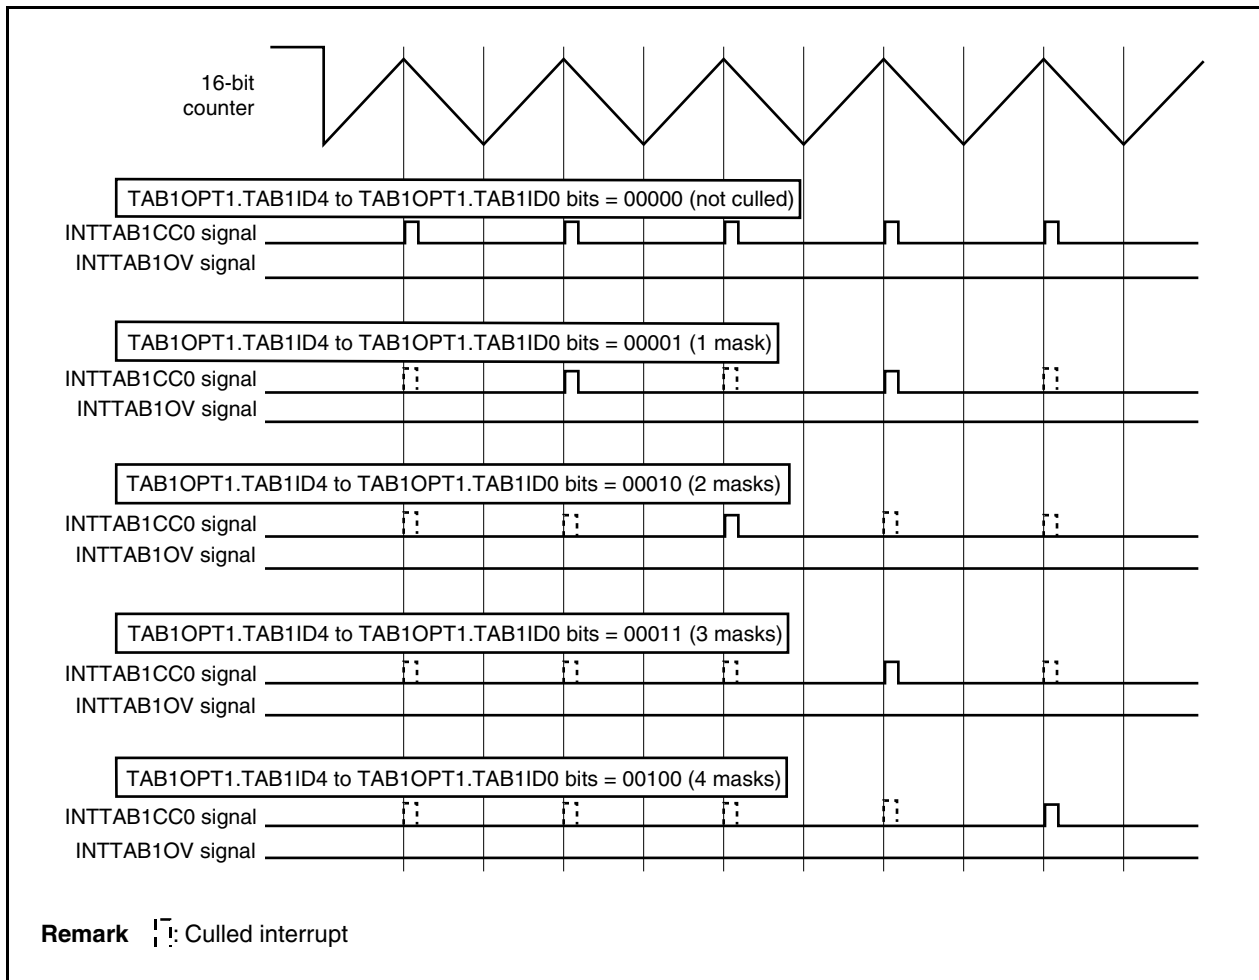 16-bit
counter
TAB1OPT1.TAB1ID4 to TAB1OPT1.TAB1ID0 bits = 00000 (not culled)
INTTAB1CC0 signal
INTTAB1OV signal
TAB1OPT1.TAB1ID4 to TAB1OPT1.TAB1ID0 bits = 00001 (1 mask)
INTTAB1CC0 signal
INTTAB1OV signal
TAB1OPT1.TAB1ID4 to TAB1OPT1.TAB1ID0 bits = 00010 (2 masks)
INTTAB1CC0 signal
INTTAB1OV signal
TAB1OPT1.TAB1ID4 to TAB1OPT1.TAB1ID0 bits = 00011 (3 masks)
INTTAB1CC0 signal
INTTAB1OV signal
TAB1OPT1.TAB1ID4 to TAB1OPT1.TAB1ID0 bits = 00100 (4 masks)
INTTAB1CC0 signal
INTTAB1OV signal
Remark : Culled interrupt